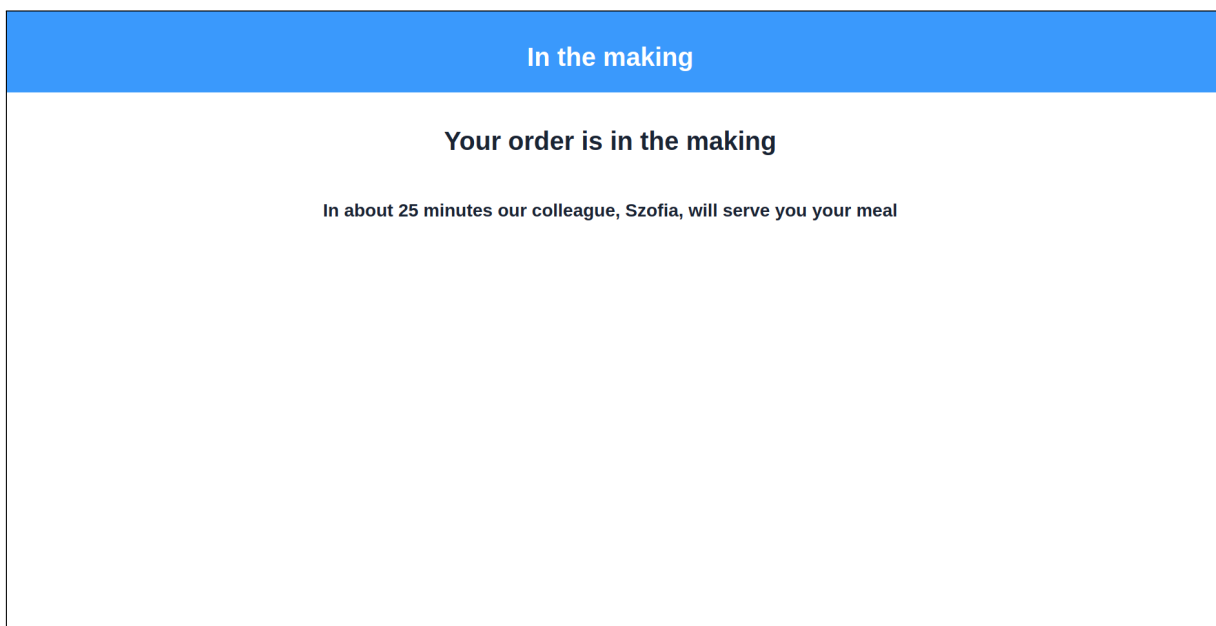 In the making
Your order is in the making
In about 25 minutes our colleague, Szofia, will serve you your meal